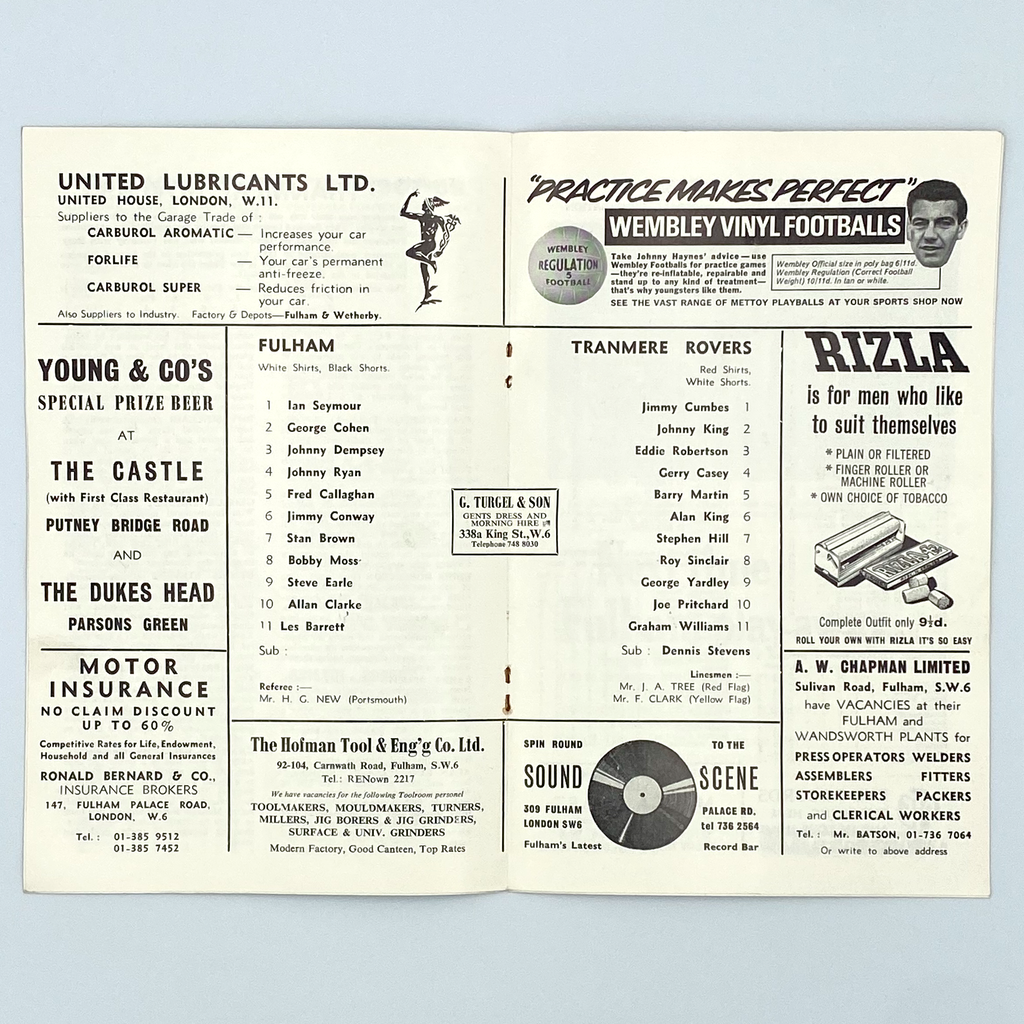 UNITED LUBRICANTS LTD.
UNITED HOUSE, LONDON, W.11.
Suppliers to the Garage Trade of :
CARBUROL AROMATIC — Increases your car
performance.
FORLIFE — Your car's permanent
anti-freeze.
CARBUROL SUPER — Reduces friction in
your car.
Also Suppliers to Industry. Factory & Depots—Fulham & Wetherby.
"PRACTICE MAKES PERFECT"
WEMBLEY VINYL FOOTBALLS
WEMBLEY
REGULATION
5
FOOTBALL
Take Johnny Haynes' advice — use
Wembley Footballs for practice games
—they're re-inflatable, repairable and
stand up to any kind of treatment—
that's why youngsters like them.
Wembley Official size in poly bag 6/11d.
Wembley Regulation (Correct Football
Weight) 10/11d. In tan or white.
SEE THE VAST RANGE OF METTOY PLAYBALLS AT YOUR SPORTS SHOP NOW
YOUNG & CO'S
SPECIAL PRIZE BEER
AT
THE CASTLE
(with First Class Restaurant)
PUTNEY BRIDGE ROAD
AND
THE DUKES HEAD
PARSONS GREEN
MOTOR
INSURANCE
NO CLAIM DISCOUNT
UP TO 60%
Competitive Rates for Life, Endowment,
Household and all General Insurances
RONALD BERNARD & CO.,
INSURANCE BROKERS
147, FULHAM PALACE ROAD,
LONDON, W.6
Tel. : 01-385 9512
01-385 7452
FULHAM
White Shirts, Black Shorts.
1 Ian Seymour
2 George Cohen
3 Johnny Dempsey
4 Johnny Ryan
5 Fred Callaghan
6 Jimmy Conway
7 Stan Brown
8 Bobby Moss
9 Steve Earle
10 Allan Clarke
11 Les Barrett
Sub :
Referee :—
Mr. H. G. NEW (Portsmouth)
G. TURGEL & SON
GENTS DRESS AND
MORNING HIRE
338a King St., W.6
Telephone 748 8030
TRANMERE ROVERS
Red Shirts,
White Shorts.
Jimmy Cumbes 1
Johnny King 2
Eddie Robertson 3
Gerry Casey 4
Barry Martin 5
Alan King 6
Stephen Hill 7
Roy Sinclair 8
George Yardley 9
Joe Pritchard 10
Graham Williams 11
Sub : Dennis Stevens
Linesmen :—
Mr. J. A. TREE (Red Flag)
Mr. F. CLARK (Yellow Flag)
The Hofman Tool & Eng'g Co. Ltd.
92-104, Carnwath Road, Fulham, S.W.6
Tel.: RENown 2217
We have vacancies for the following Toolroom personel
TOOLMAKERS, MOULDMAKERS, TURNERS,
MILLERS, JIG BORERS & JIG GRINDERS,
SURFACE & UNIV. GRINDERS
Modern Factory, Good Canteen, Top Rates
SPIN ROUND TO THE
SOUND SCENE
309 FULHAM PALACE RD.
LONDON SW6 tel 736 2564
Fulham's Latest Record Bar
RIZLA
is for men who like
to suit themselves
* PLAIN OR FILTERED
* FINGER ROLLER OR
MACHINE ROLLER
* OWN CHOICE OF TOBACCO
RIZLA
Complete Outfit only 9½d.
ROLL YOUR OWN WITH RIZLA IT'S SO EASY
A. W. CHAPMAN LIMITED
Sulivan Road, Fulham, S.W.6
have VACANCIES at their
FULHAM and
WANDSWORTH PLANTS for
PRESS OPERATORS WELDERS
ASSEMBLERS FITTERS
STOREKEEPERS PACKERS
and CLERICAL WORKERS
Tel. : Mr. BATSON, 01-736 7064
Or write to above address